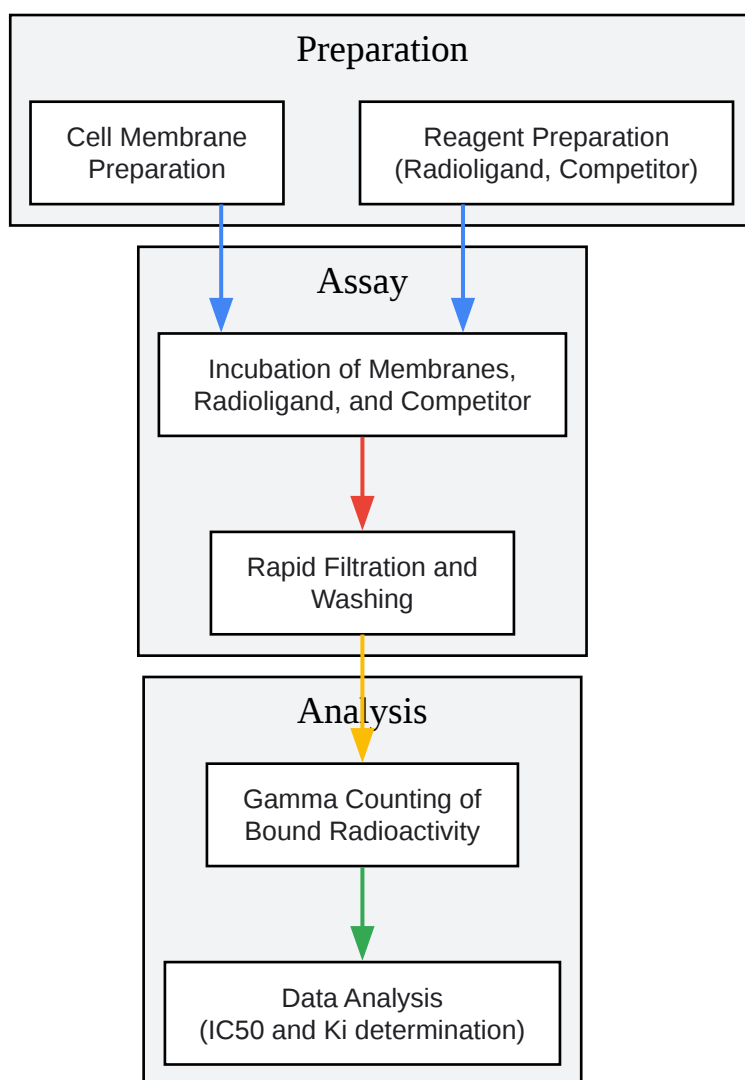 Preparation
Cell Membrane
Preparation
Reagent Preparation
(Radioligand, Competitor)
Assay
Incubation of Membranes,
Radioligand, and Competitor
Rapid Filtration and
Washing
Analysis
Gamma Counting of
Bound Radioactivity
Data Analysis
(IC50 and Ki determination)